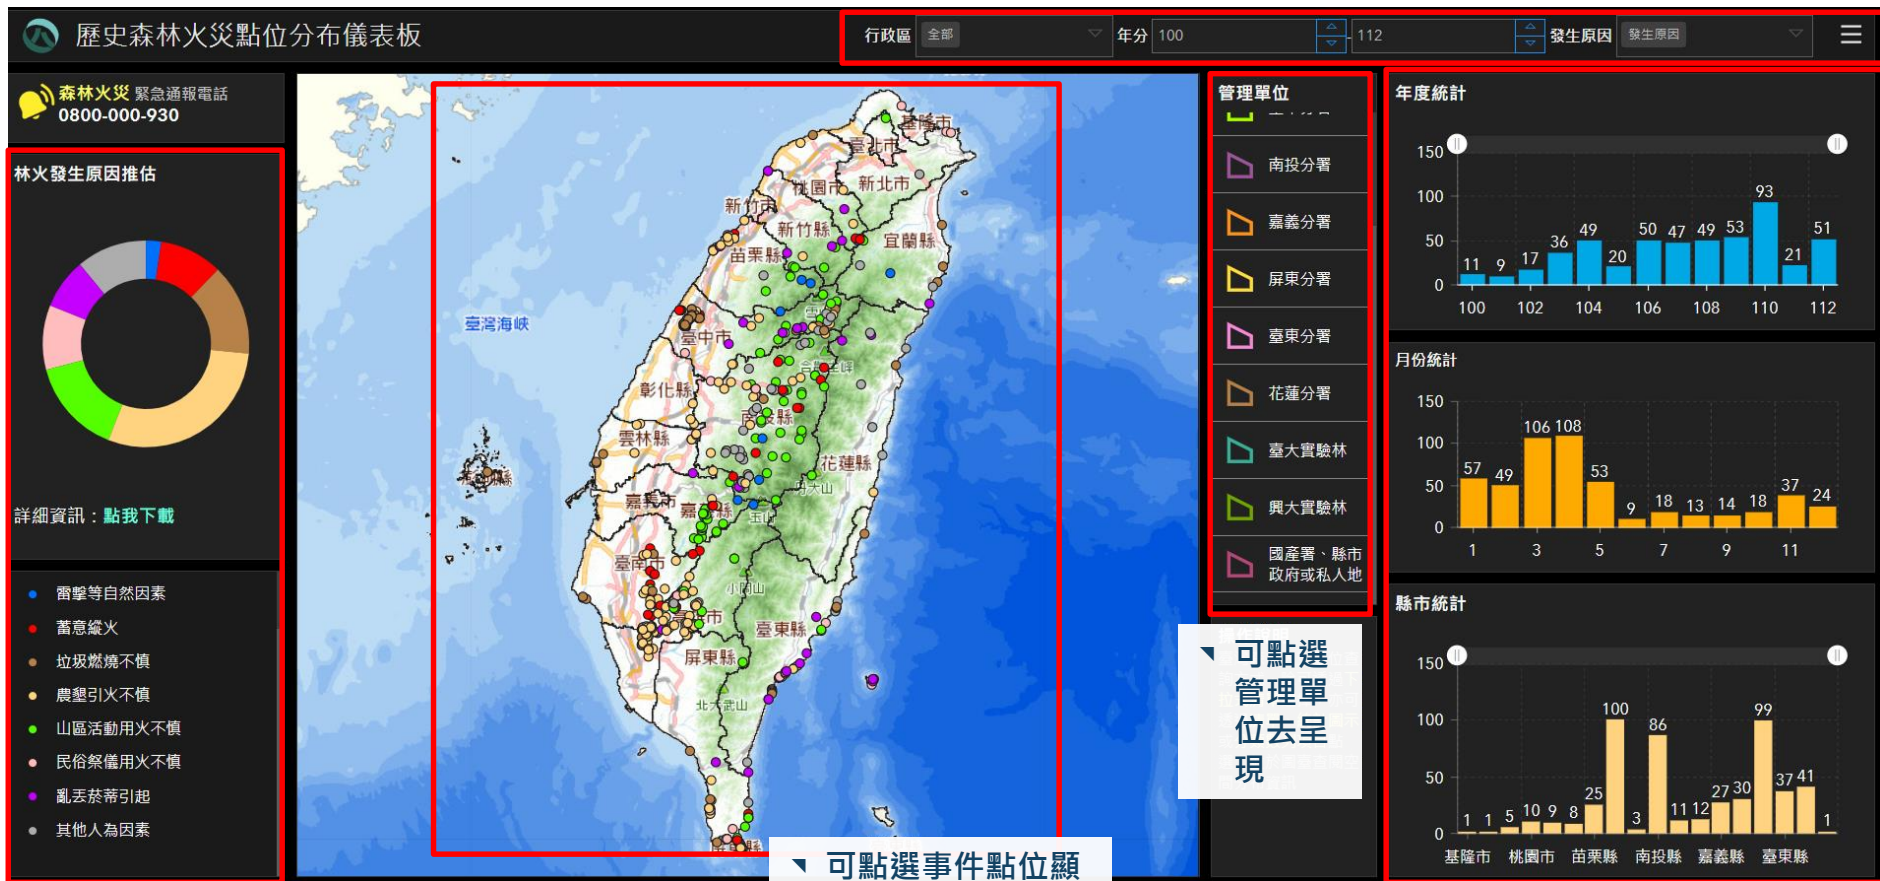 歷史森林火災點位分布儀表板
行政區 全部 年分 100 - 112 發生原因 發生原因
森林火災 緊急通報電話
0800-000-930
林火發生原因推估
詳細資訊：點我下載
雷擊等自然因素
蓄意縱火
垃圾燃燒不慎
農墾引火不慎
山區活動用火不慎
民俗祭儀用火不慎
亂丟菸蒂引起
其他人為因素
基隆市
臺北市
桃園市
新北市
新竹市
新竹縣
宜蘭縣
苗栗縣
臺灣海峽
臺中市
彰化縣
南投縣
雲林縣
花蓮縣
嘉義市
嘉義縣
玉山
臺南市
小關山
臺東縣
屏東縣
北大武山
管理單位
南投分署
嘉義分署
屏東分署
臺東分署
花蓮分署
臺大實驗林
興大實驗林
國產署、縣市
政府或私人地
可點選
管理單
位去呈
現
可點選事件點位顯
年度統計
150
100
50
0
11 9 17 36 49 20 50 47 49 53 93 21 51
100 102 104 106 108 110 112
月份統計
150
100
50
0
57 49 106 108 53 9 18 13 14 18 37 24
1 3 5 7 9 11
縣市統計
150
100
50
0
1 1 5 10 9 8 25 100 3 86 11 12 27 30 99 37 41 1
基隆市 桃園市 苗栗縣 南投縣 嘉義縣 臺東縣